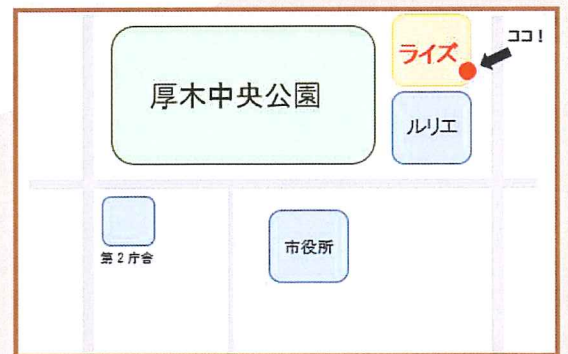 ココ！
ライズ
厚木中央公園
ルリエ
第2庁舎
市役所